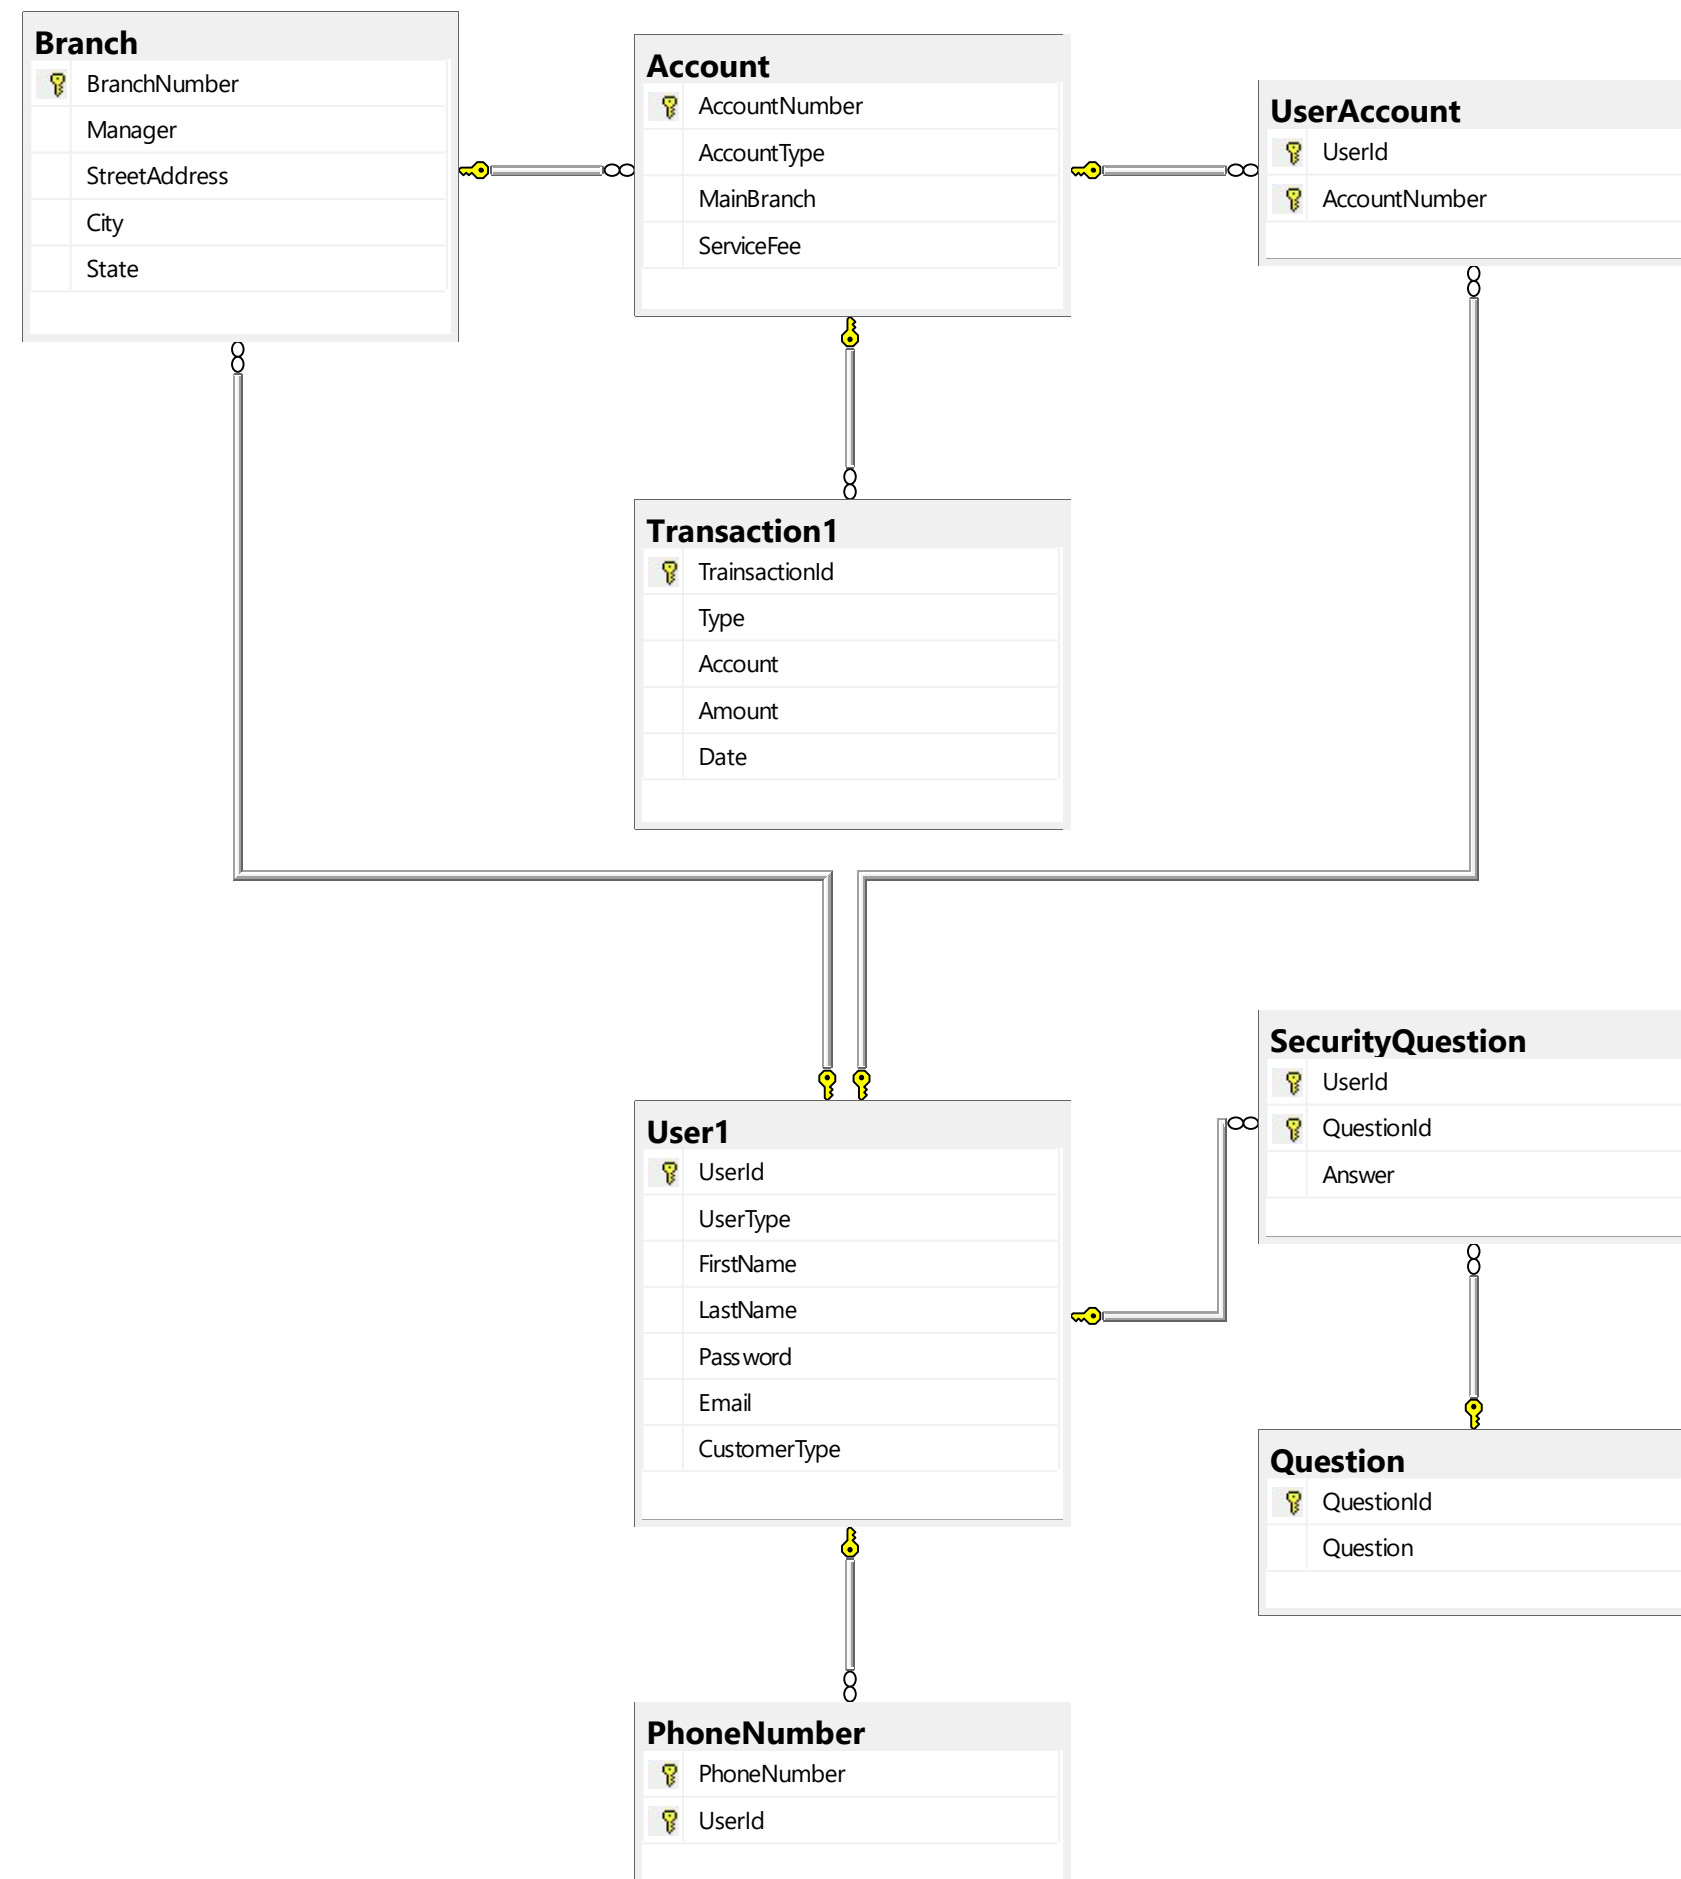 Branch
BranchNumber
Manager
StreetAddress
City
State
Account
AccountNumber
AccountType
MainBranch
ServiceFee
UserAccount
UserId
AccountNumber
Transaction1
TrainsactionId
Type
Account
Amount
Date
User1
UserId
UserType
FirstName
LastName
Password
Email
CustomerType
SecurityQuestion
UserId
QuestionId
Answer
Question
QuestionId
Question
PhoneNumber
PhoneNumber
UserId